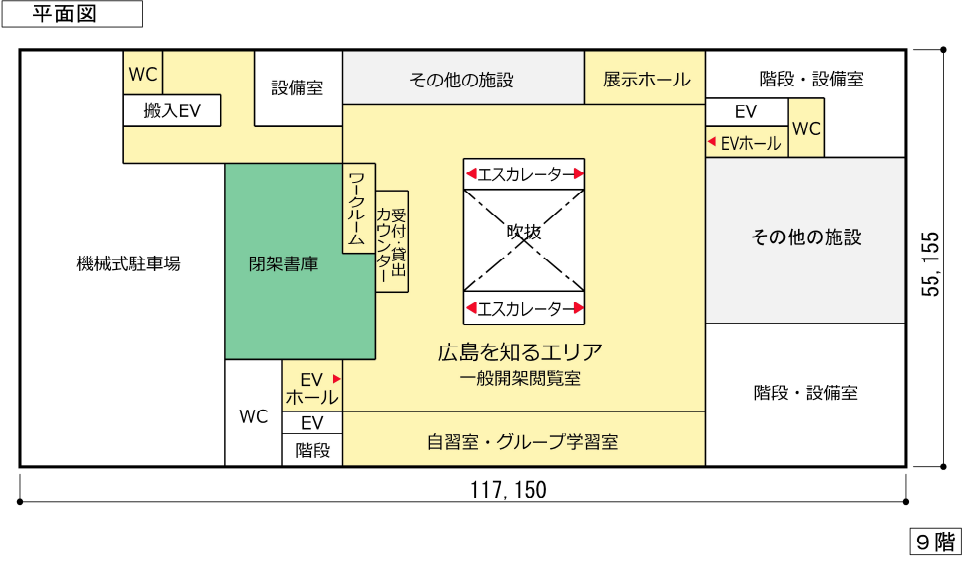 平面図
WC
設備室
その他の施設
展示ホール
階段・設備室
搬入EV
EV
WC
EVホール
エスカレーター
ワークルーム
受付・貸出
カウンター
吹抜
その他の施設
機械式駐車場
閉架書庫
エスカレーター
広島を知るエリア
一般開架閲覧室
EV
ホール
WC
EV
階段
階段・設備室
自習室・グループ学習室
55,155
117,150
9階